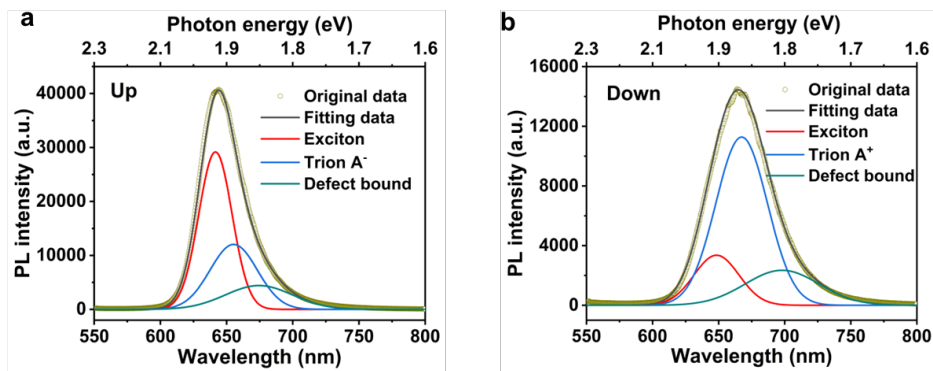 a
Photon energy (eV)
2.3 2.1 2.0 1.9 1.8 1.7 1.6
Up
Original data
Fitting data
Exciton
Trion A⁻
Defect bound
PL intensity (a.u.)
40000
30000
20000
10000
0
550 600 650 700 750 800
Wavelength (nm)
b
Photon energy (eV)
2.3 2.1 2.0 1.9 1.8 1.7 1.6
Down
Original data
Fitting data
Exciton
Trion A⁺
Defect bound
PL intensity (a.u.)
16000
12000
8000
4000
0
550 600 650 700 750 800
Wavelength (nm)